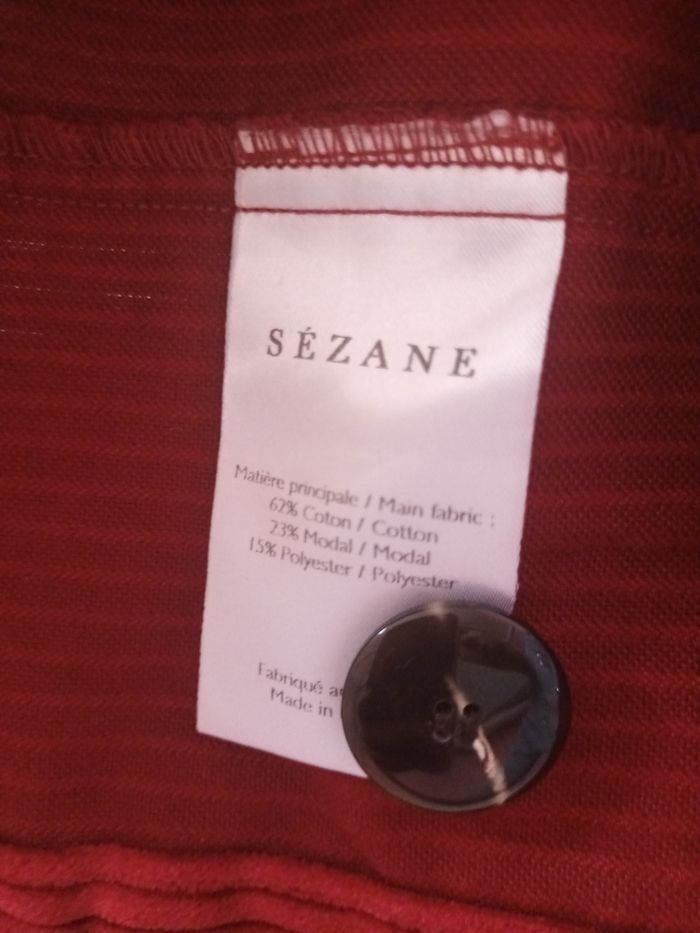 SÉZANE
Matière principale / Main fabric :
62% Coton / Cotton
23% Modal / Modal
15% Polyester / Polyester
Fabriqué
Made in